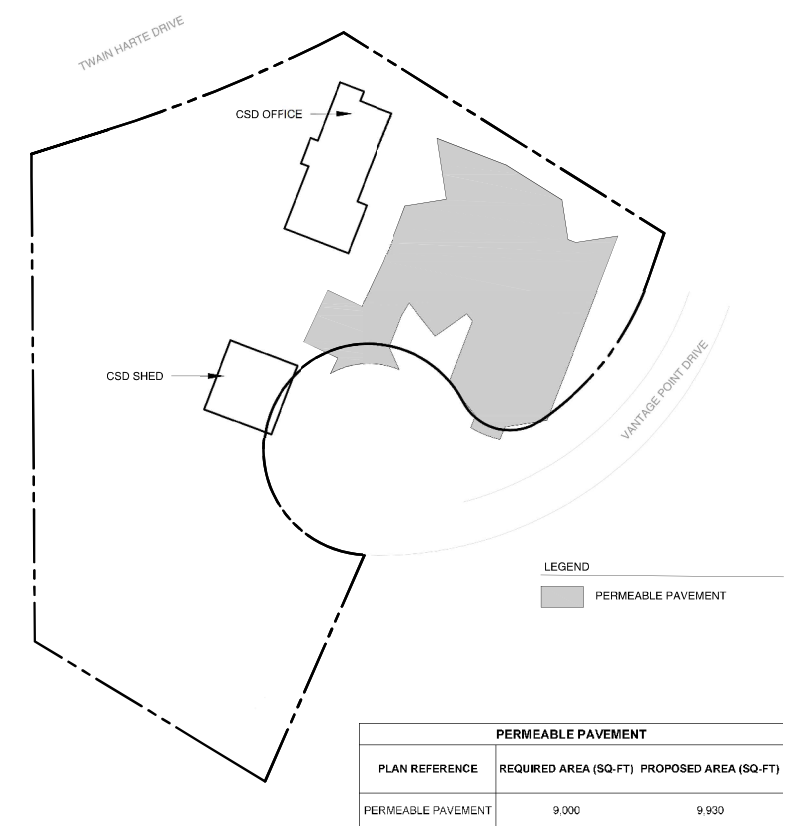 TWAIN HARTE DRIVE
CSD OFFICE
CSD SHED
VANTAGE POINT DRIVE
LEGEND
PERMEABLE PAVEMENT
PERMEABLE PAVEMENT
PLAN REFERENCE REQUIRED AREA (SQ-FT) PROPOSED AREA (SQ-FT)
PERMEABLE PAVEMENT 9,000 9,930